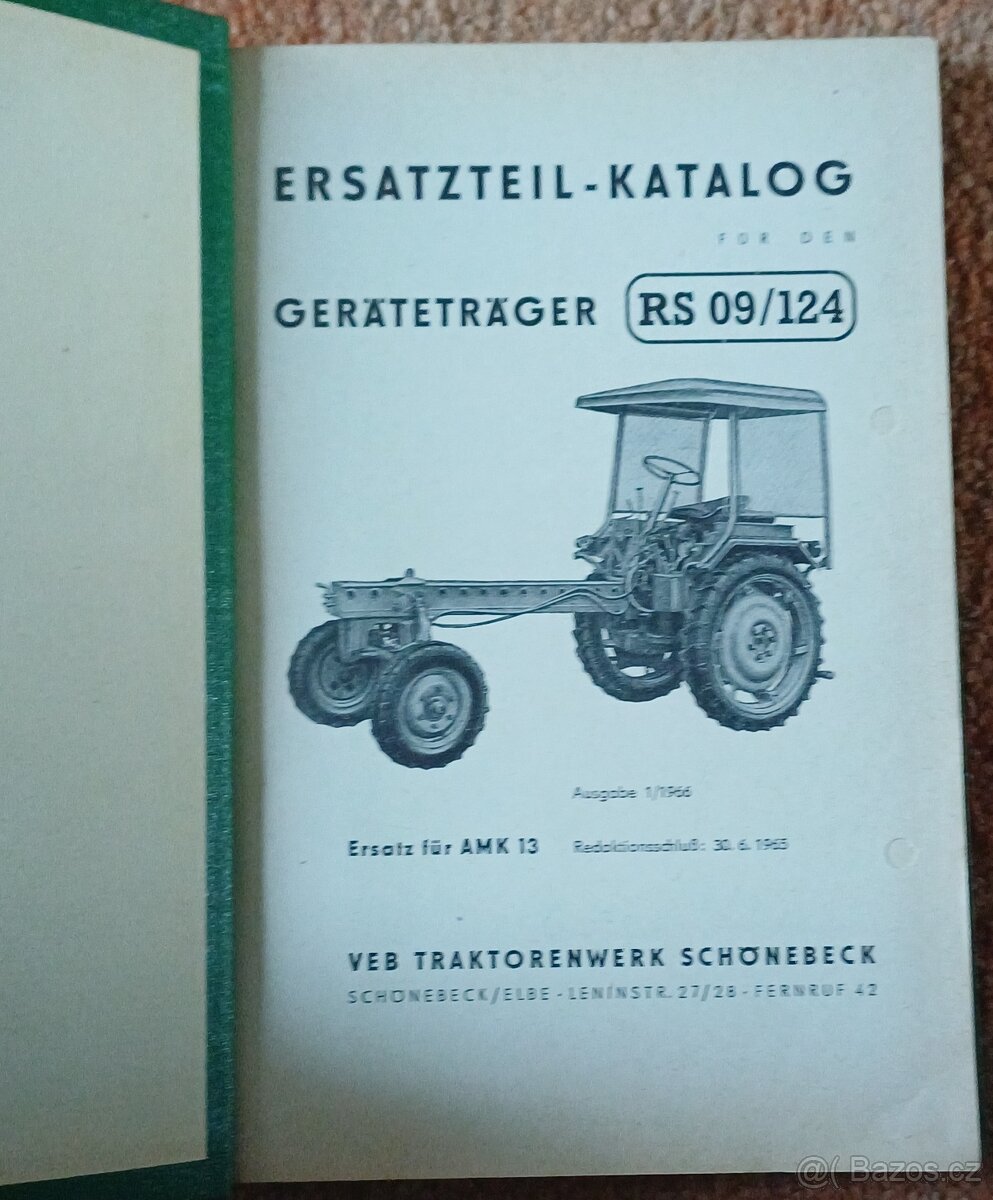 ERSATZTEIL-KATALOG
FÜR DEN
GERÄTETRÄGER RS 09/124
Ausgabe 1/1966
Ersatz für AMK 13 Redaktionsschluß: 30. 6. 1965
VEB TRAKTORENWERK SCHÖNEBECK
SCHÖNEBECK/ELBE - LENINSTR. 27/28 - FERNRUF 42
@( Bazos.cz